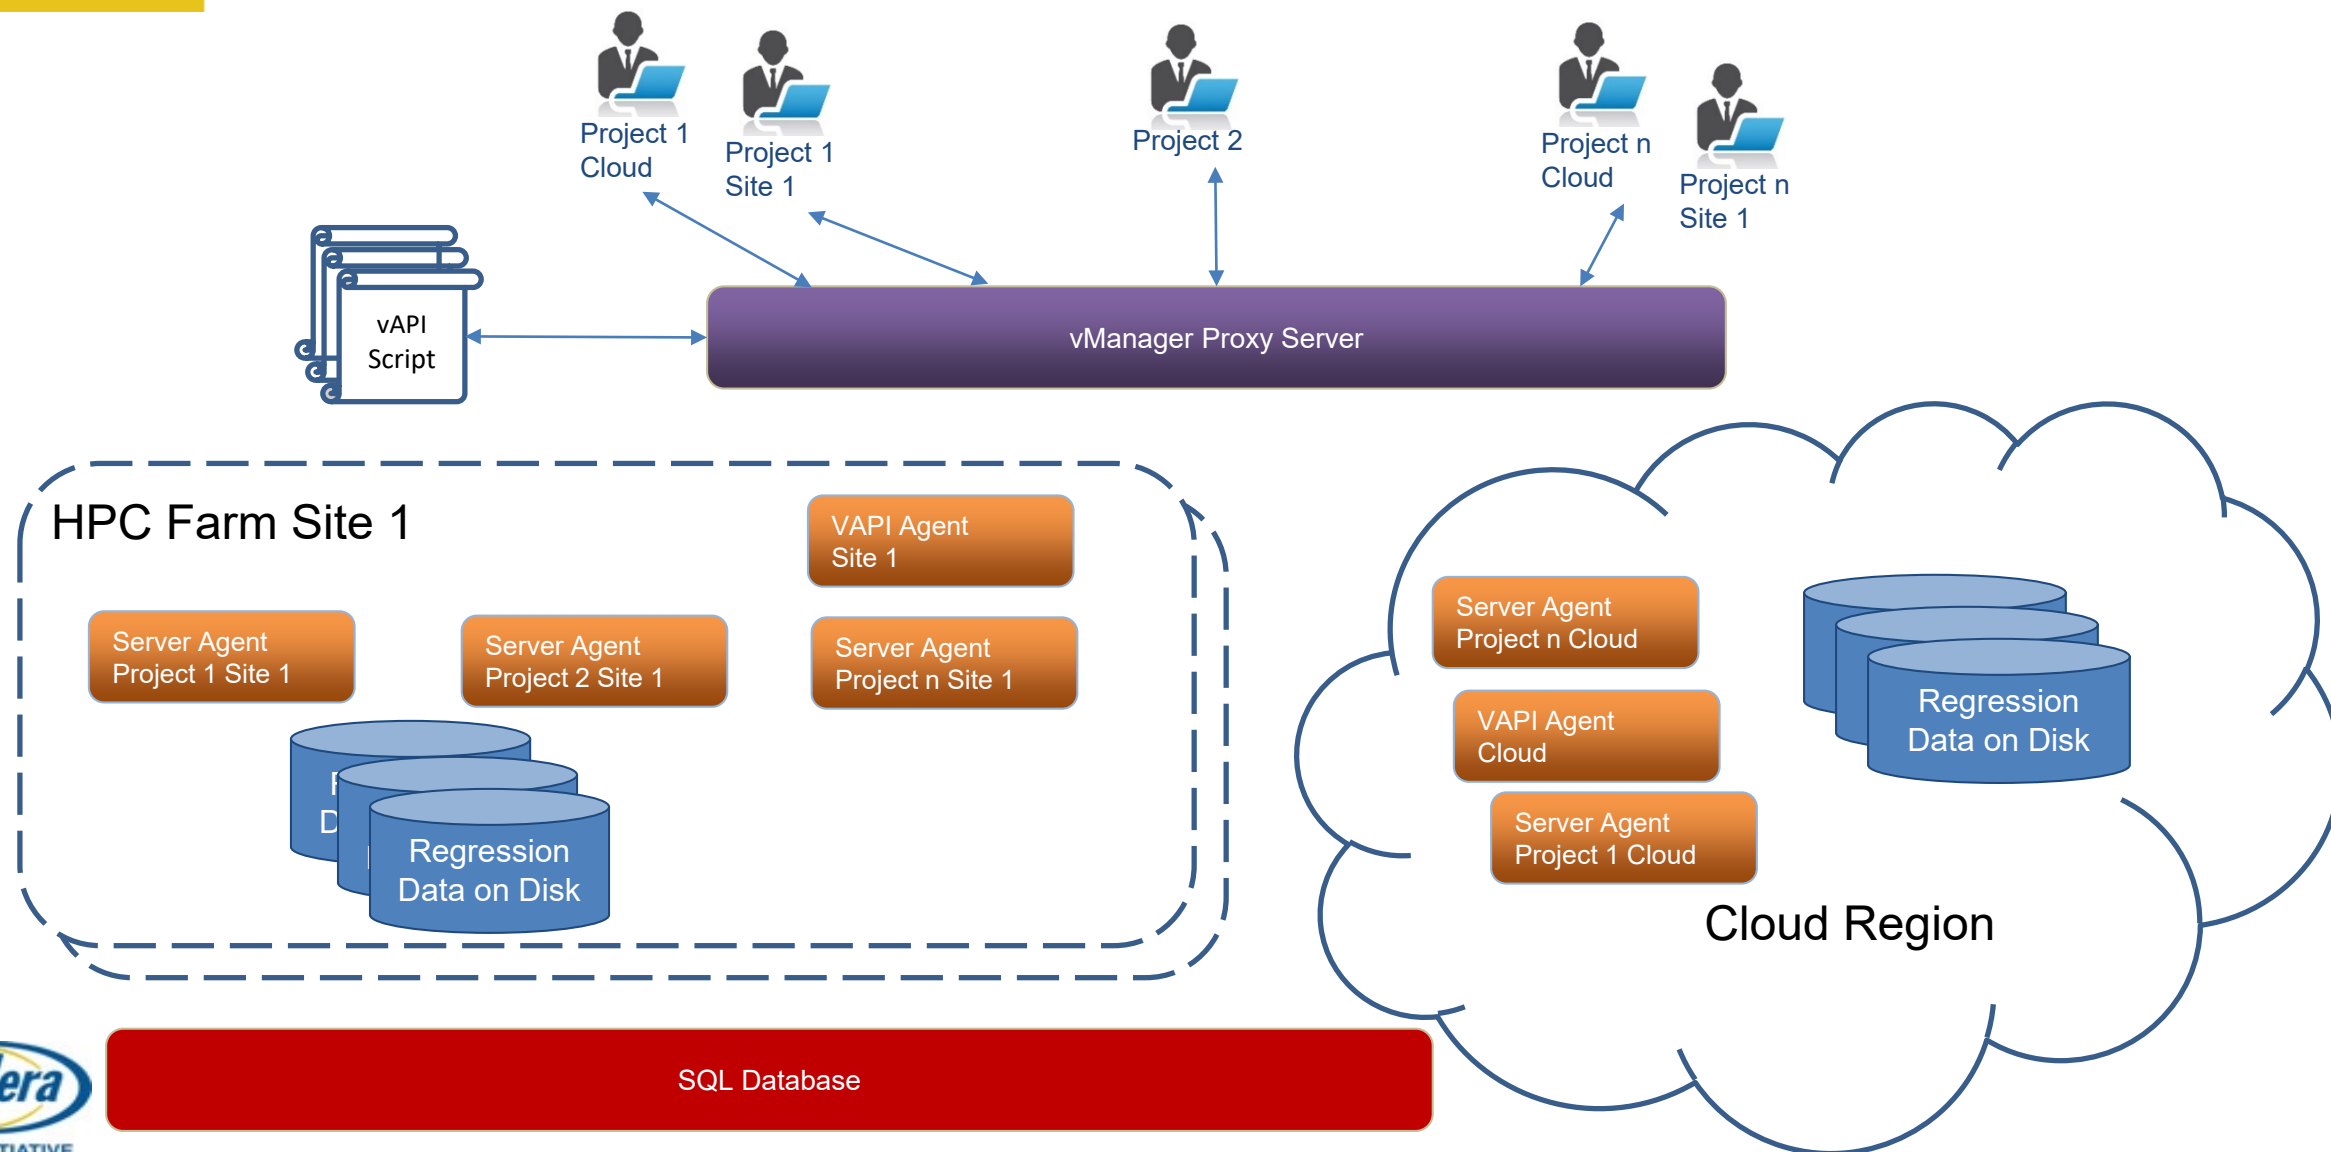 Project 1
Cloud
Project 1
Site 1
Project 2
Project n
Cloud
Project n
Site 1
vAPI
Script
vManager Proxy Server
HPC Farm Site 1
VAPI Agent
Site 1
Server Agent
Project 1 Site 1
Server Agent
Project 2 Site 1
Server Agent
Project n Site 1
Regression
Data on Disk
Server Agent
Project n Cloud
VAPI Agent
Cloud
Server Agent
Project 1 Cloud
Regression
Data on Disk
Cloud Region
SQL Database